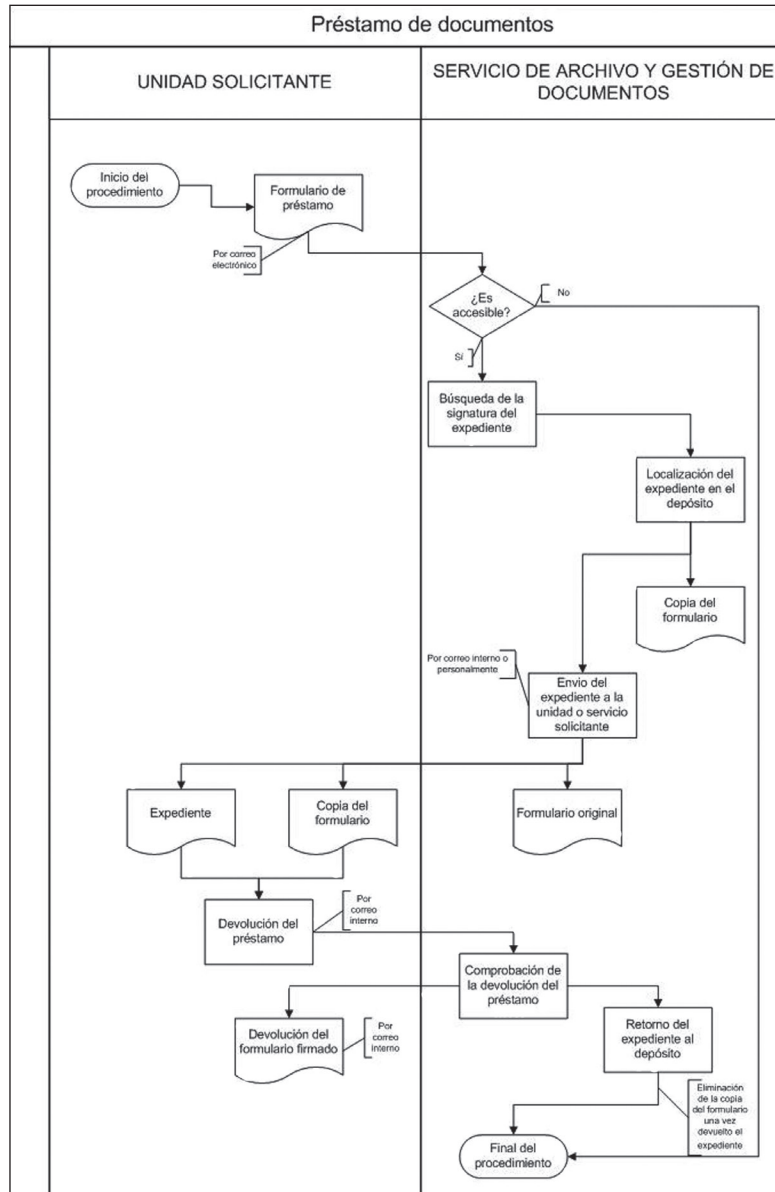 Préstamo de documentos
UNIDAD SOLICITANTE
SERVICIO DE ARCHIVO Y GESTIÓN DE
DOCUMENTOS
Inicio del
procedimiento
Formulario de
préstamo
Por correo
electrónico
¿Es
accesible?
No
Sí
Búsqueda de la
signatura del
expediente
Localización del
expediente en el
depósito
Copia del
formulario
Por correo interno o
personalmente
Envio del
expediente a la
unidad o servicio
solicitante
Expediente
Copia del
formulario
Formulario original
Devolución del
préstamo
Por
correo
interno
Comprobación de
la devolución del
préstamo
Devolución del
formulario firmado
Por
correo
interno
Retorno del
expediente al
depósito
Eliminación
de la copia
del formulario
una vez
devuelto el
expediente
Final del
procedimiento